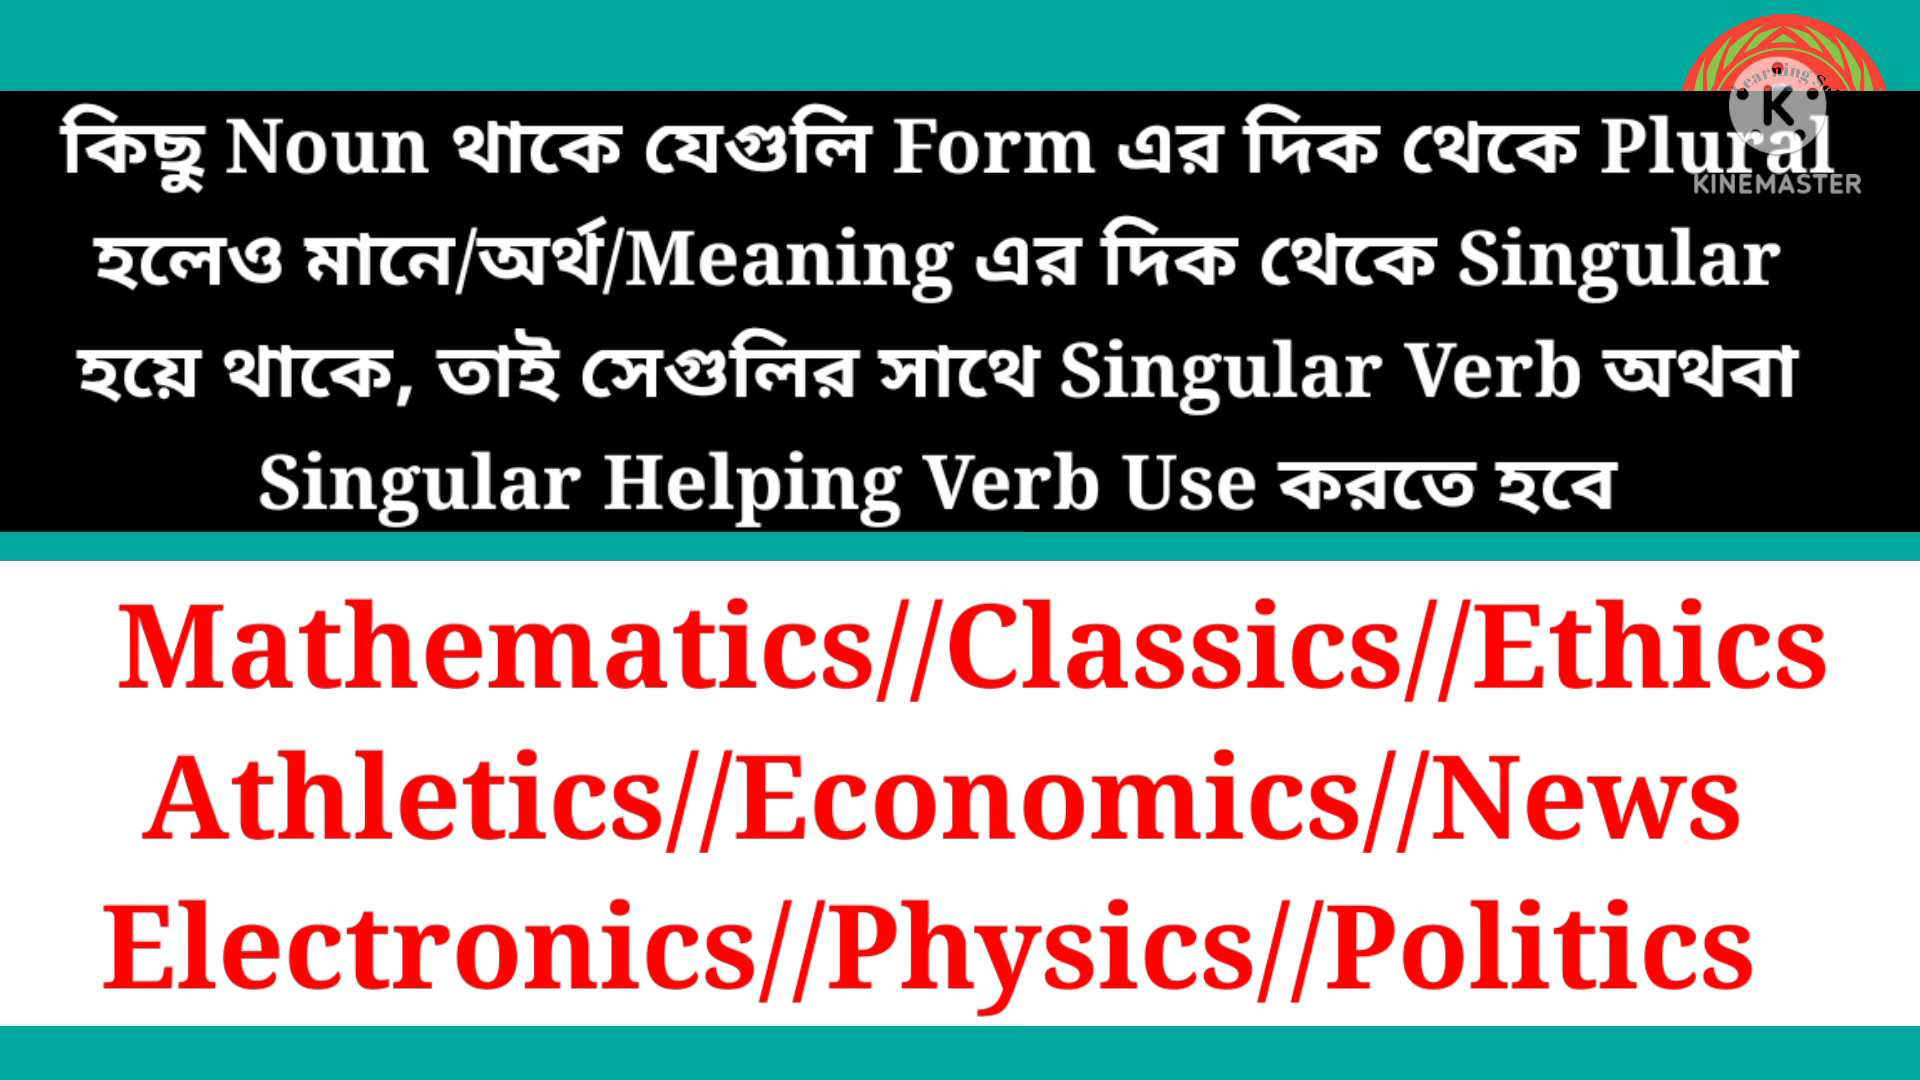 Learning
কিছু Noun থাকে যেগুলি Form এর দিক থেকে Plural
KINEMASTER
হলেও মানে/অর্থ/Meaning এর দিক থেকে Singular
হয়ে থাকে, তাই সেগুলির সাথে Singular Verb অথবা
Singular Helping Verb Use করতে হবে
Mathematics//Classics//Ethics
Athletics//Economics//News
Electronics//Physics//Politics